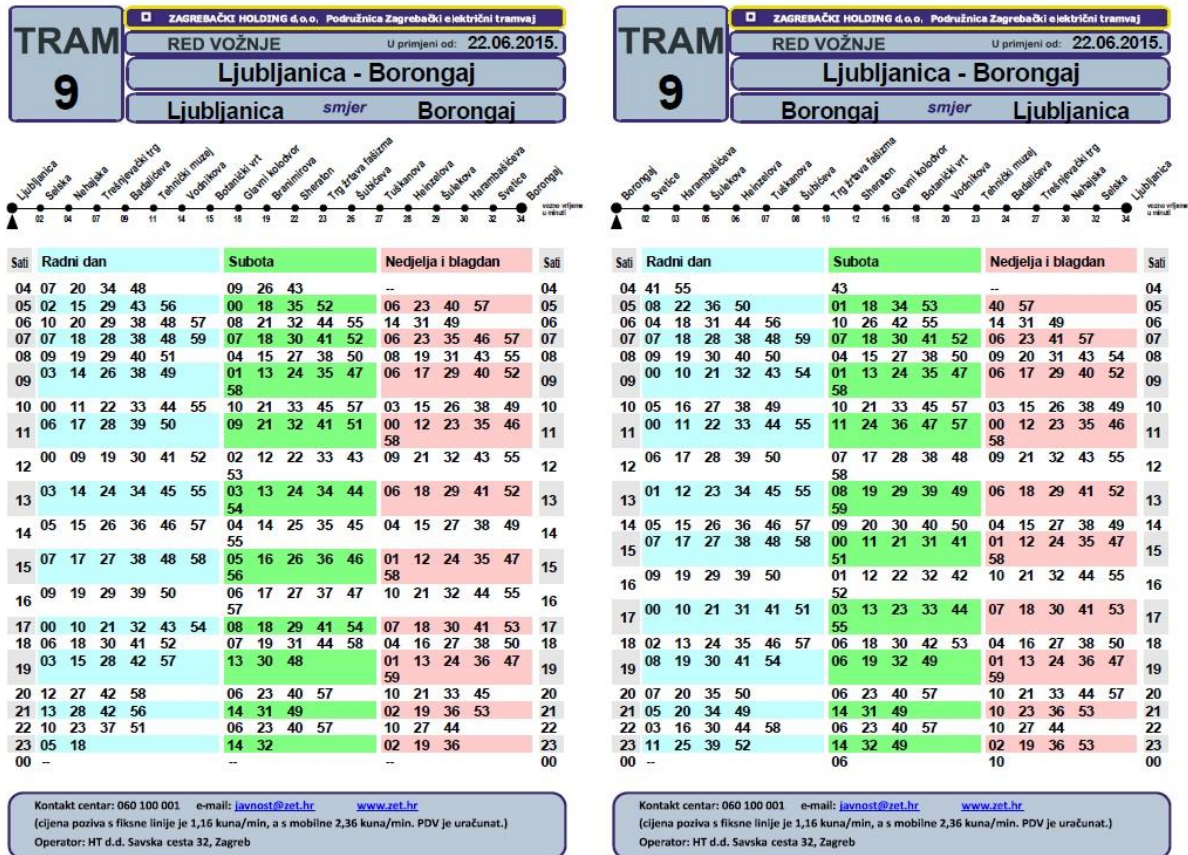 TRAM
9
ZAGREBAČKI HOLDING d.o.o. Podružnica Zagrebački električni tramvaj
RED VOŽNJE U primjeni od: 22.06.2015.
Ljubljanica - Borongaj
Ljubljanica smjer Borongaj
Ljubljanica Selska Nehajska Trešnjevački trg Badalićeva Tehnički muzej Vodnikova Botanički vrt Glavni kolodvor Branimirova Sheraton Trg žrtava fašizma Šubićeva Tuškanova Heinzelova Šulekova Harambašićeva Svetice Borongaj
02 04 07 09 11 14 15 18 19 22 23 26 27 28 29 30 32 34 vozno vrijeme
u minuti
Sati Radni dan Subota Nedjelja i blagdan Sati
04 07 20 34 48 09 26 43 -- 04
05 02 15 29 43 56 00 18 35 52 06 23 40 57 05
06 10 20 29 38 48 57 08 21 32 44 55 14 31 49 06
07 07 18 28 38 48 59 07 18 30 41 52 06 23 35 46 57 07
08 09 19 29 40 51 04 15 27 38 50 08 19 31 43 55 08
09 03 14 26 38 49 01 13 24 35 47 06 17 29 40 52 09
58
10 00 11 22 33 44 55 10 21 33 45 57 03 15 26 38 49 10
11 06 17 28 39 50 09 21 32 41 51 00 12 23 35 46 11
58
12 00 09 19 30 41 52 02 12 22 33 43 09 21 32 43 55 12
53
13 03 14 24 34 45 55 03 13 24 34 44 06 18 29 41 52 13
54
14 05 15 26 36 46 57 04 14 25 35 45 04 15 27 38 49 14
55
15 07 17 27 38 48 58 05 16 26 36 46 01 12 24 35 47 15
56 58
16 09 19 29 39 50 06 17 27 37 47 10 21 32 44 55 16
57
17 00 10 21 32 43 54 08 18 29 41 54 07 18 30 41 53 17
18 06 18 30 41 52 07 19 31 44 58 04 16 27 38 50 18
19 03 15 28 42 57 13 30 48 01 13 24 36 47 19
59
20 12 27 42 58 06 23 40 57 10 21 33 45 20
21 13 28 42 56 14 31 49 02 19 36 53 21
22 10 23 37 51 06 23 40 57 10 27 44 22
23 05 18 14 32 02 19 36 23
00 -- -- -- 00
Kontakt centar: 060 100 001 e-mail: javnost@zet.hr www.zet.hr
(cijena poziva s fiksne linije je 1,16 kuna/min, a s mobilne 2,36 kuna/min. PDV je uračunat.)
Operator: HT d.d. Savska cesta 32, Zagreb
TRAM
9
ZAGREBAČKI HOLDING d.o.o. Podružnica Zagrebački električni tramvaj
RED VOŽNJE U primjeni od: 22.06.2015.
Ljubljanica - Borongaj
Borongaj smjer Ljubljanica
Borongaj Svetice Harambašićeva Šulekova Heinzelova Tuškanova Šubićeva Trg žrtava fašizma Sheraton Glavni kolodvor Botanički vrt Vodnikova Tehnički muzej Badalićeva Trešnjevački trg Nehajska Selska Ljubljanica
02 03 05 06 07 08 10 12 16 18 20 23 24 27 30 32 34 vozno vrijeme
u minuti
Sati Radni dan Subota Nedjelja i blagdan Sati
04 41 55 43 -- 04
05 08 22 36 50 01 18 34 53 40 57 05
06 04 18 31 44 56 10 26 42 55 14 31 49 06
07 07 18 28 38 48 59 07 18 30 41 52 06 23 41 57 07
08 09 19 30 40 50 04 15 27 38 50 09 20 31 43 54 08
09 00 10 21 32 43 54 01 13 24 35 47 06 17 29 40 52 09
58
10 05 16 27 38 49 10 21 33 45 57 03 15 26 38 49 10
11 00 11 22 33 44 55 11 24 36 47 57 00 12 23 35 46 11
58
12 06 17 28 39 50 07 17 28 38 48 09 21 32 43 55 12
58
13 01 12 23 34 45 55 08 19 29 39 49 06 18 29 41 52 13
59
14 05 15 26 36 46 57 09 20 30 40 50 04 15 27 38 49 14
15 07 17 27 38 48 58 00 11 21 31 41 01 12 24 35 47 15
51 58
16 09 19 29 39 50 01 12 22 32 42 10 21 32 44 55 16
52
17 00 10 21 31 41 51 03 13 23 33 44 07 18 30 41 53 17
55
18 02 13 24 35 46 57 06 18 30 42 53 04 16 27 38 50 18
19 08 19 30 41 54 06 19 32 49 01 13 24 36 47 19
59
20 07 20 35 50 06 23 40 57 10 21 33 44 57 20
21 05 20 34 49 14 31 49 10 23 36 53 21
22 03 16 30 44 58 06 23 40 57 10 27 44 22
23 11 25 39 52 14 32 49 02 19 36 53 23
00 -- 06 10 00
Kontakt centar: 060 100 001 e-mail: javnost@zet.hr www.zet.hr
(cijena poziva s fiksne linije je 1,16 kuna/min, a s mobilne 2,36 kuna/min. PDV je uračunat.)
Operator: HT d.d. Savska cesta 32, Zagreb